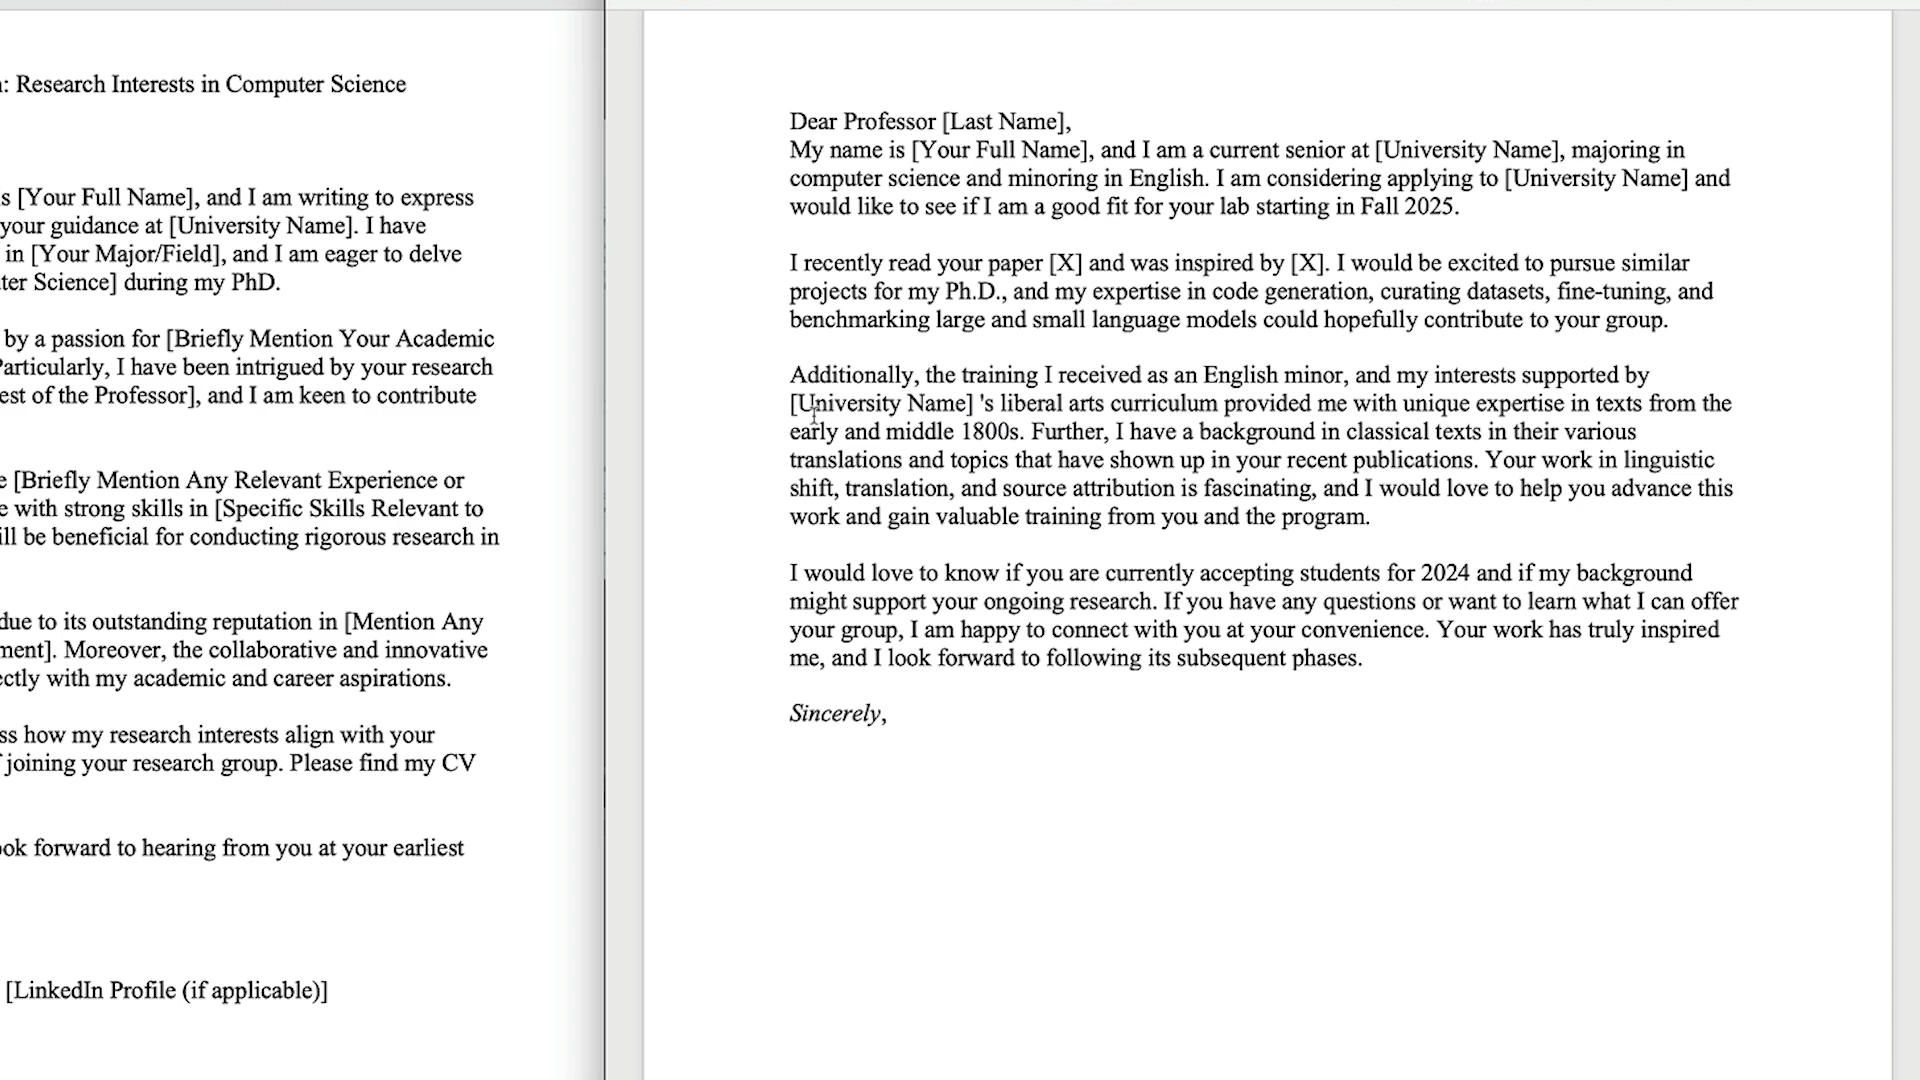 : Research Interests in Computer Science
s [Your Full Name], and I am writing to express
your guidance at [University Name]. I have
in [Your Major/Field], and I am eager to delve
ter Science] during my PhD.
by a passion for [Briefly Mention Your Academic
Particularly, I have been intrigued by your research
est of the Professor], and I am keen to contribute
e [Briefly Mention Any Relevant Experience or
e with strong skills in [Specific Skills Relevant to
ill be beneficial for conducting rigorous research in
due to its outstanding reputation in [Mention Any
ment]. Moreover, the collaborative and innovative
ectly with my academic and career aspirations.
ss how my research interests align with your
joining your research group. Please find my CV
ook forward to hearing from you at your earliest
[LinkedIn Profile (if applicable)]
Dear Professor [Last Name],
My name is [Your Full Name], and I am a current senior at [University Name], majoring in
computer science and minoring in English. I am considering applying to [University Name] and
would like to see if I am a good fit for your lab starting in Fall 2025.
I recently read your paper [X] and was inspired by [X]. I would be excited to pursue similar
projects for my Ph.D., and my expertise in code generation, curating datasets, fine-tuning, and
benchmarking large and small language models could hopefully contribute to your group.
Additionally, the training I received as an English minor, and my interests supported by
[University Name] 's liberal arts curriculum provided me with unique expertise in texts from the
early and middle 1800s. Further, I have a background in classical texts in their various
translations and topics that have shown up in your recent publications. Your work in linguistic
shift, translation, and source attribution is fascinating, and I would love to help you advance this
work and gain valuable training from you and the program.
I would love to know if you are currently accepting students for 2024 and if my background
might support your ongoing research. If you have any questions or want to learn what I can offer
your group, I am happy to connect with you at your convenience. Your work has truly inspired
me, and I look forward to following its subsequent phases.
Sincerely,